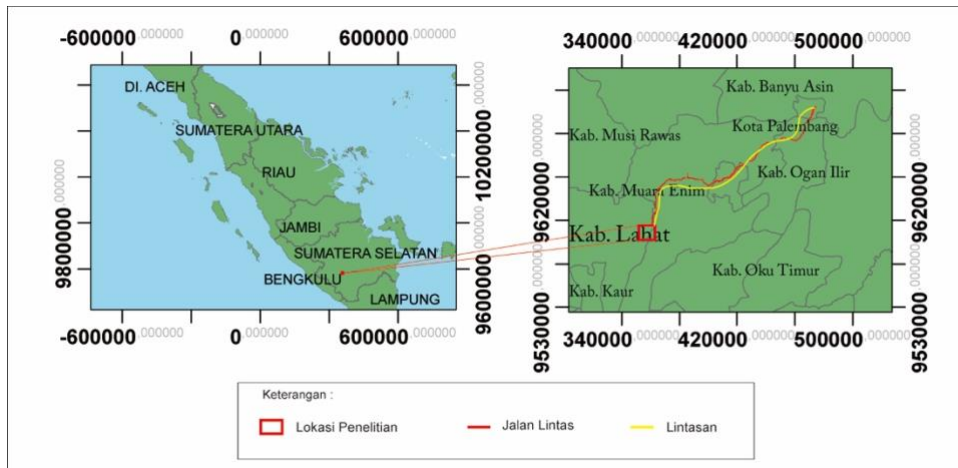 -600000.000000 0.000000 600000.000000
340000.000000 420000.000000 500000.000000
DI. ACEH
SUMATERA UTARA
RIAU
JAMBI
SUMATERA SELATAN
BENGKULU
LAMPUNG
9800000.000000
10200000.000000
9600000.000000
-600000.000000 0.000000 600000.000000
Kab. Banyu Asin
Kab. Musi Rawas
Kota Palembang
Kab. Ogan Ilir
Kab. Muara Enim
Kab. Lahat
Kab. Oku Timur
Kab. Kaur
9620000.000000
9530000.000000
9620000.000000
9530000.000000
340000.000000 420000.000000 500000.000000
Keterangan :
Lokasi Penelitian Jalan Lintas Lintasan